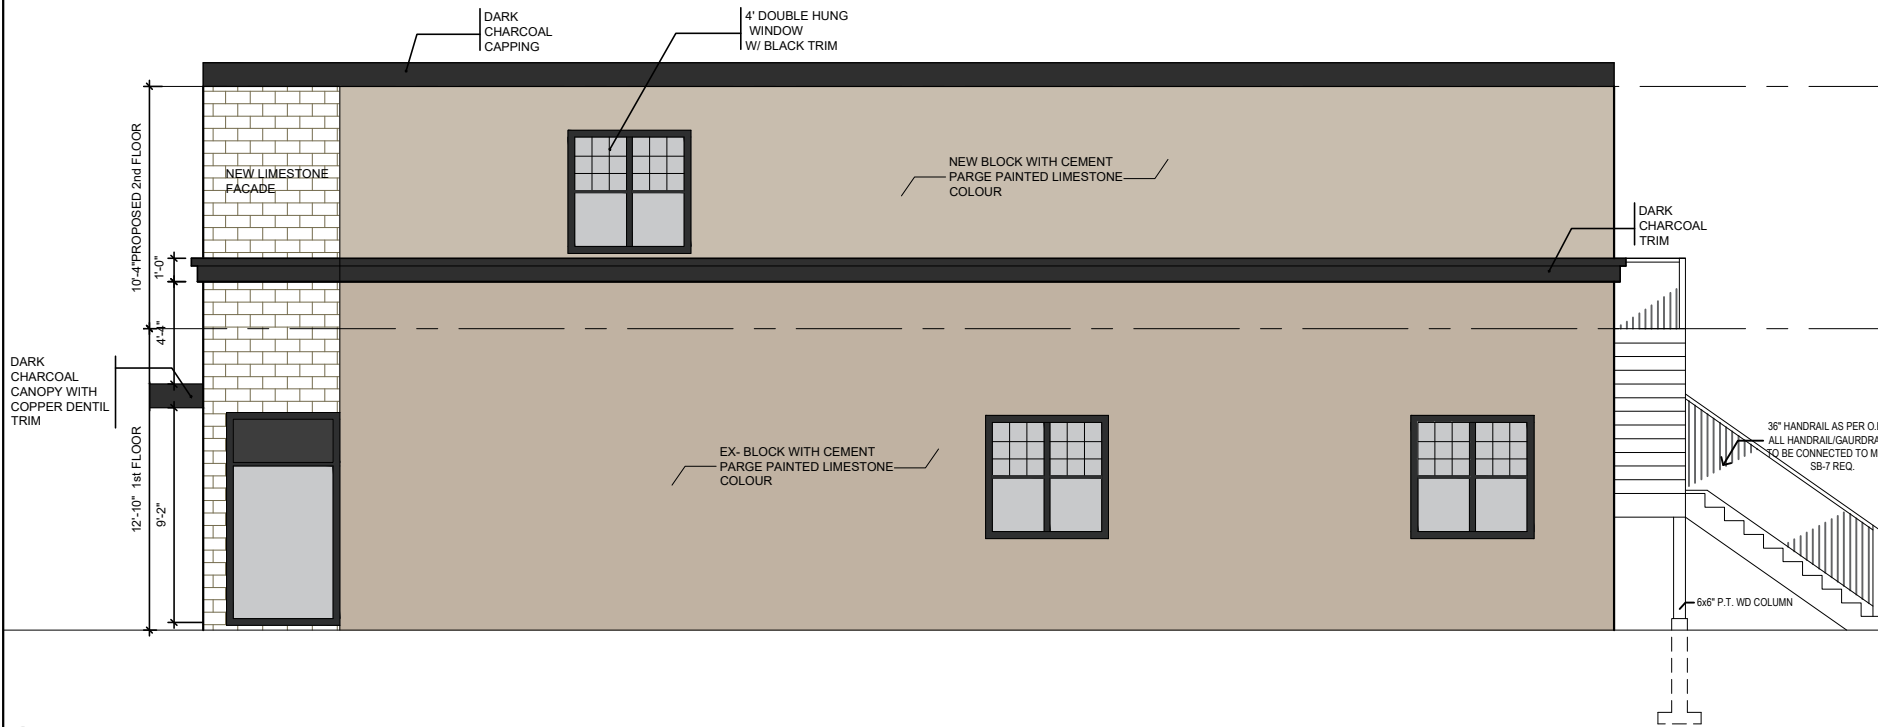 DARK
CHARCOAL
CAPPING
4' DOUBLE HUNG
WINDOW
W/ BLACK TRIM
NEW LIMESTONE
FACADE
NEW BLOCK WITH CEMENT
PARGE PAINTED LIMESTONE
COLOUR
DARK
CHARCOAL
TRIM
10'-4"PROPOSED 2nd FLOOR
1'-0"
4'-4"
DARK
CHARCOAL
CANOPY WITH
COPPER DENTIL
TRIM
12'-10" 1st FLOOR
9'-2"
EX- BLOCK WITH CEMENT
PARGE PAINTED LIMESTONE
COLOUR
36" HANDRAIL AS PER O.
ALL HANDRAIL/GAURDRA
TO BE CONNECTED TO M
SB-7 REQ.
6x6" P.T. WD COLUMN